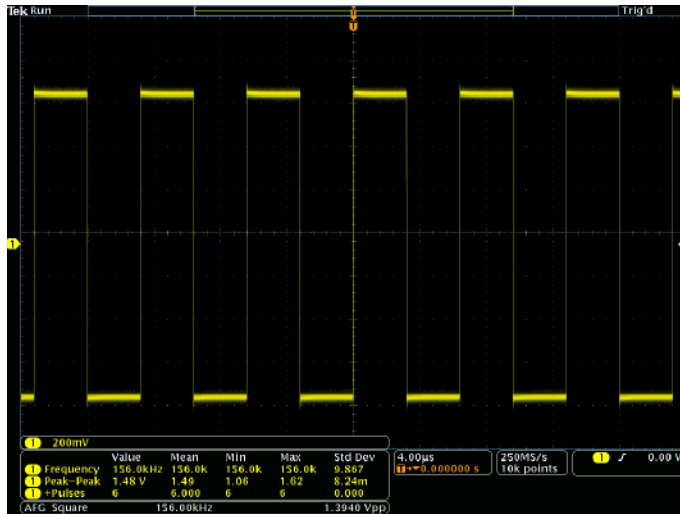 Tek Run Trig'd
T
T
1
1 200mV
Value Mean Min Max Std Dev
1 Frequency 156.0kHz 156.0k 156.0k 156.0k 9.867
1 Peak-Peak 1.48 V 1.49 1.06 1.62 8.24m
1 +Pulses 6 6.000 6 6 0.000
4.00µs
T→▾0.000000 s
250MS/s
10k points
1 ∫ 0.00 V
AFG Square 156.00kHz 1.3940 Vpp